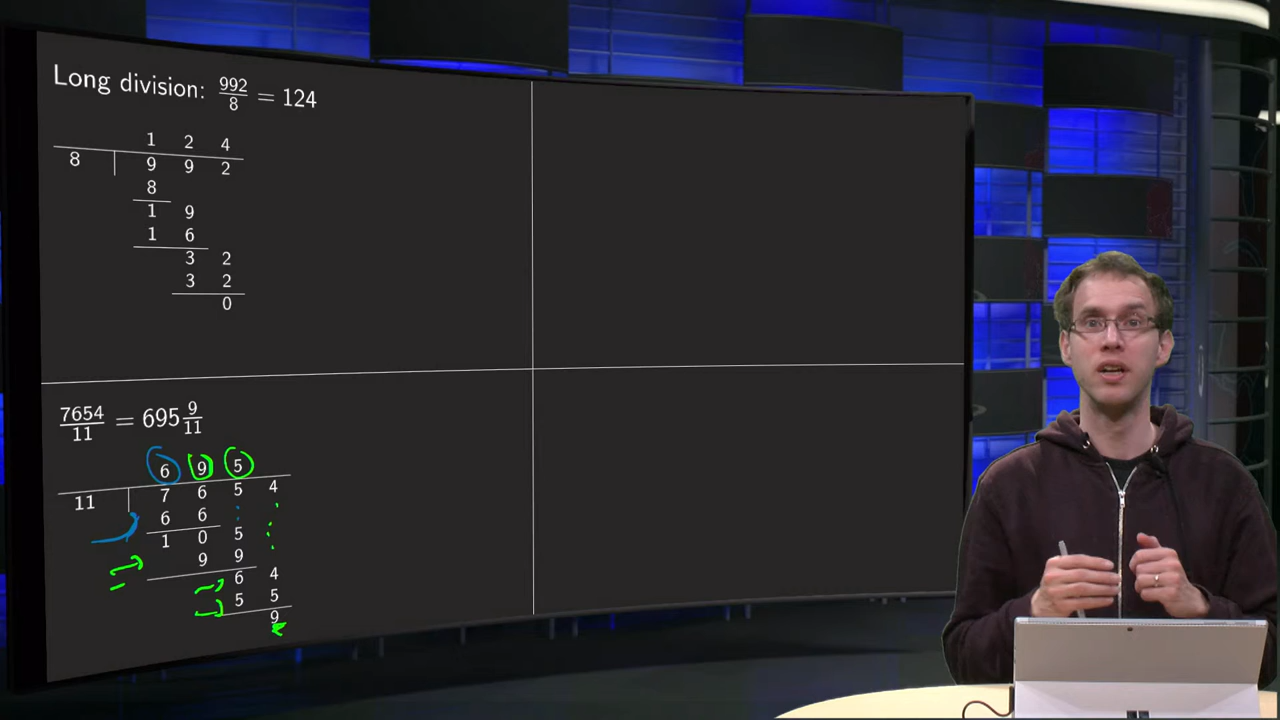 Long division: 992/8 = 124
1 2 4
8 | 9 9 2
8
1 9
1 6
3 2
3 2
0
7654/11 = 695 9/11
6 9 5
11 | 7 6 5 4
6 6
1 0 5
9 9
6 4
5 5
9